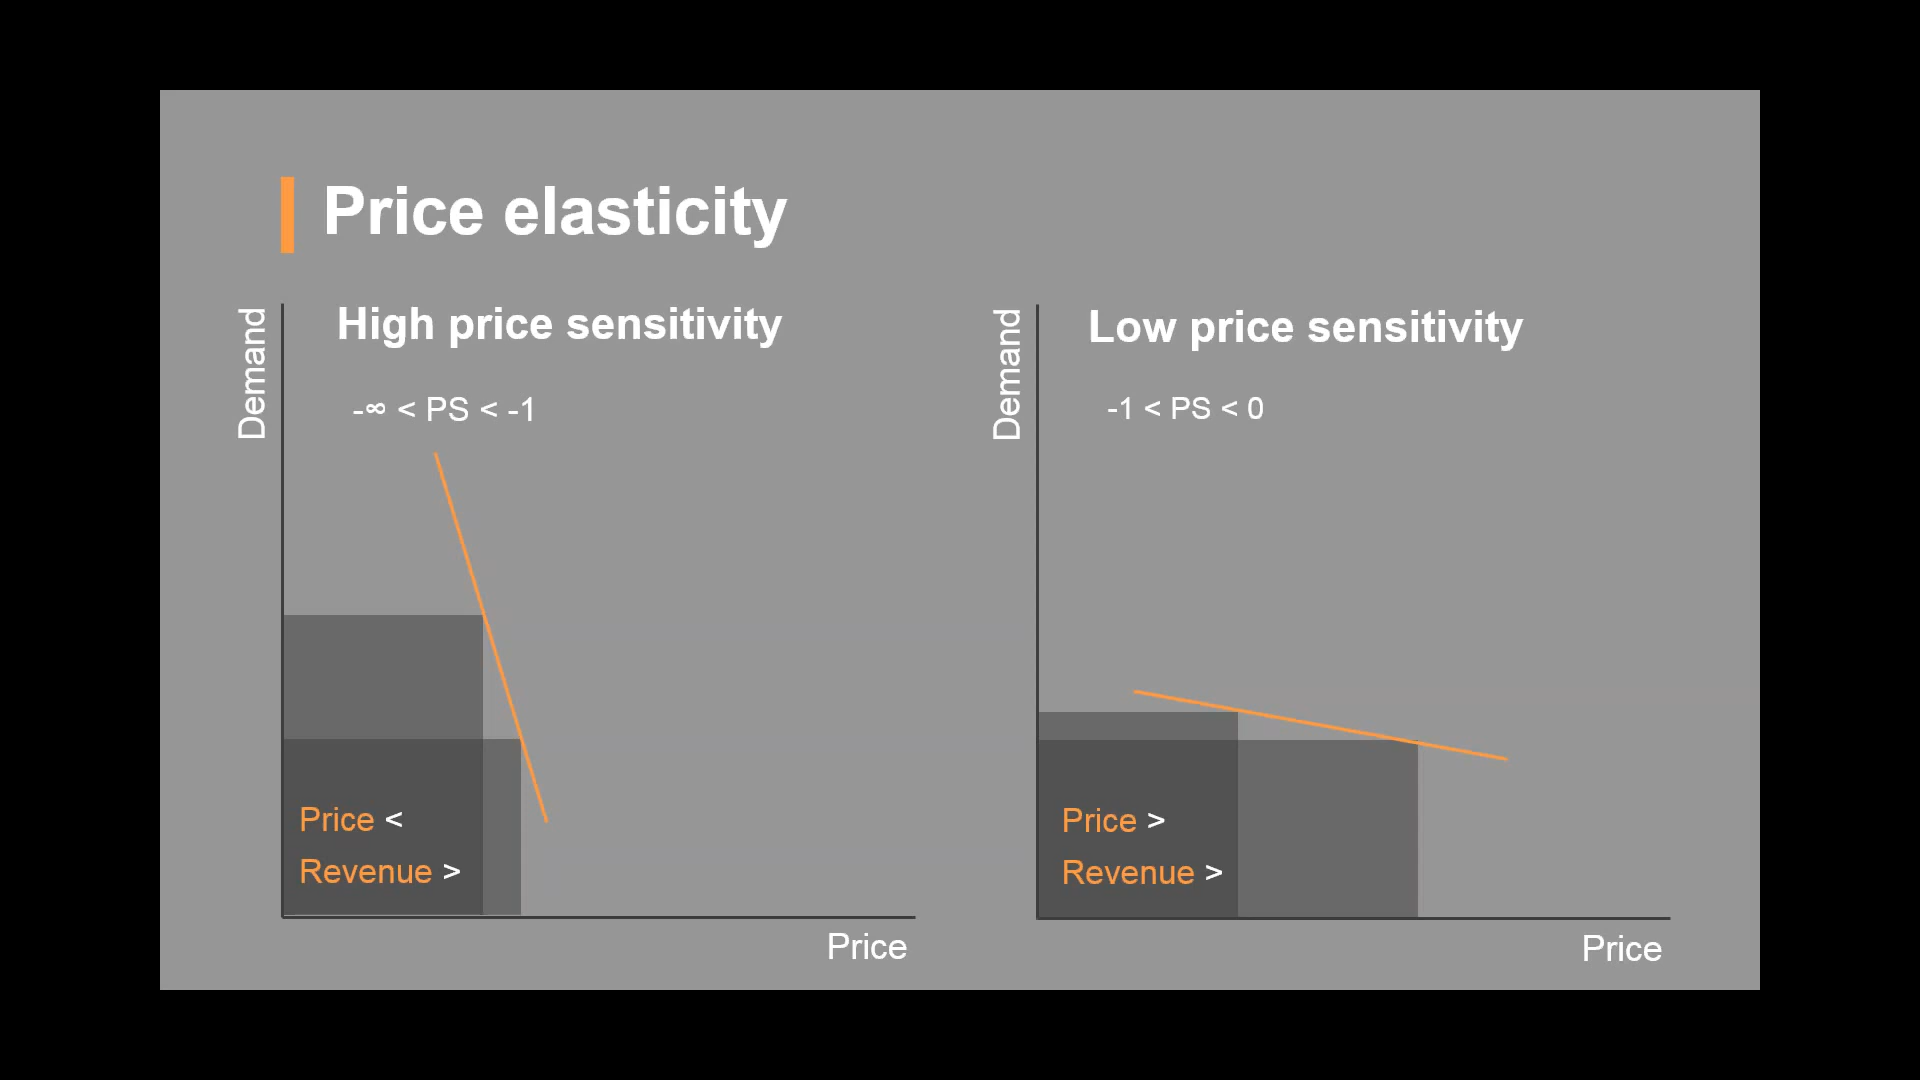 Price elasticity
Demand
High price sensitivity
-∞ < PS < -1
Price <
Revenue >
Price
Demand
Low price sensitivity
-1 < PS < 0
Price >
Revenue >
Price